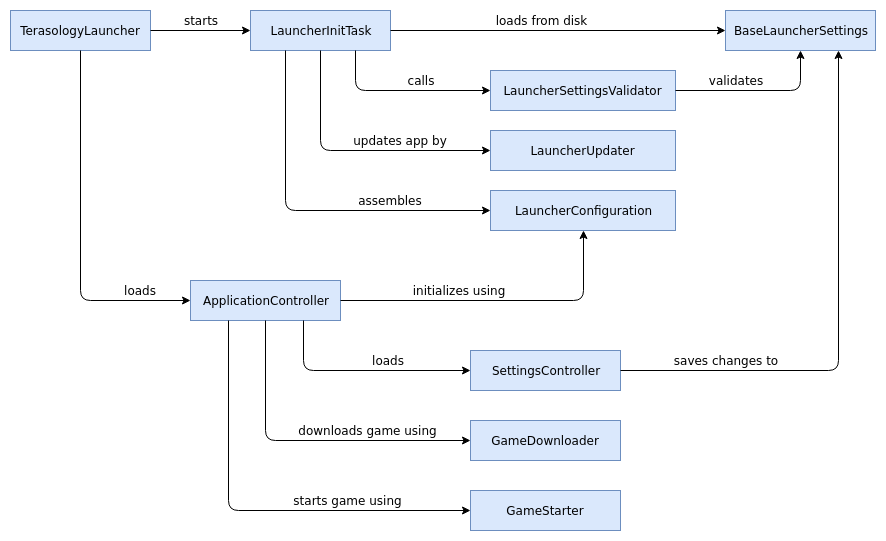 TerasologyLauncher
starts
LauncherInitTask
loads from disk
BaseLauncherSettings
calls
LauncherSettingsValidator
validates
updates app by
LauncherUpdater
assembles
LauncherConfiguration
loads
ApplicationController
initializes using
loads
SettingsController
saves changes to
downloads game using
GameDownloader
starts game using
GameStarter